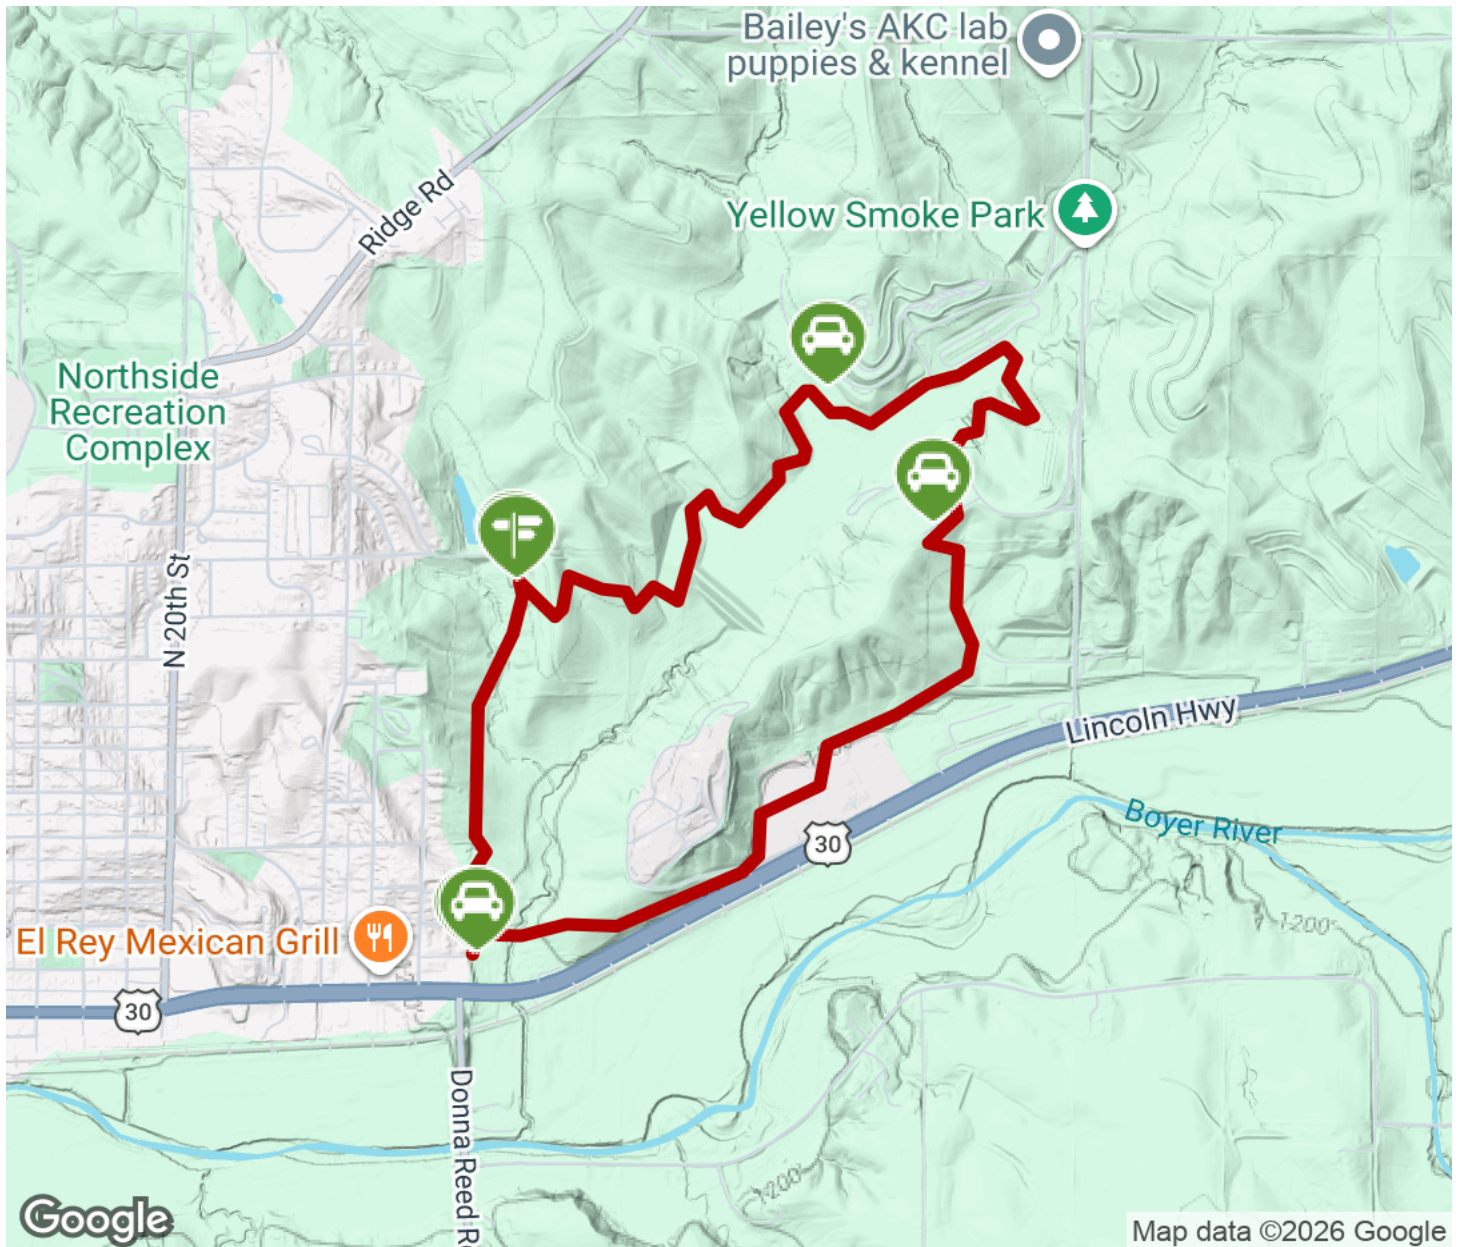 Bailey's AKC lab
puppies & kennel
Ridge Rd
Yellow Smoke Park
Northside
Recreation
Complex
N 20th St
Lincoln Hwy
Boyer River
30
El Rey Mexican Grill
30
1200
1200
Donna Reed R
Google
Map data ©2026 Google